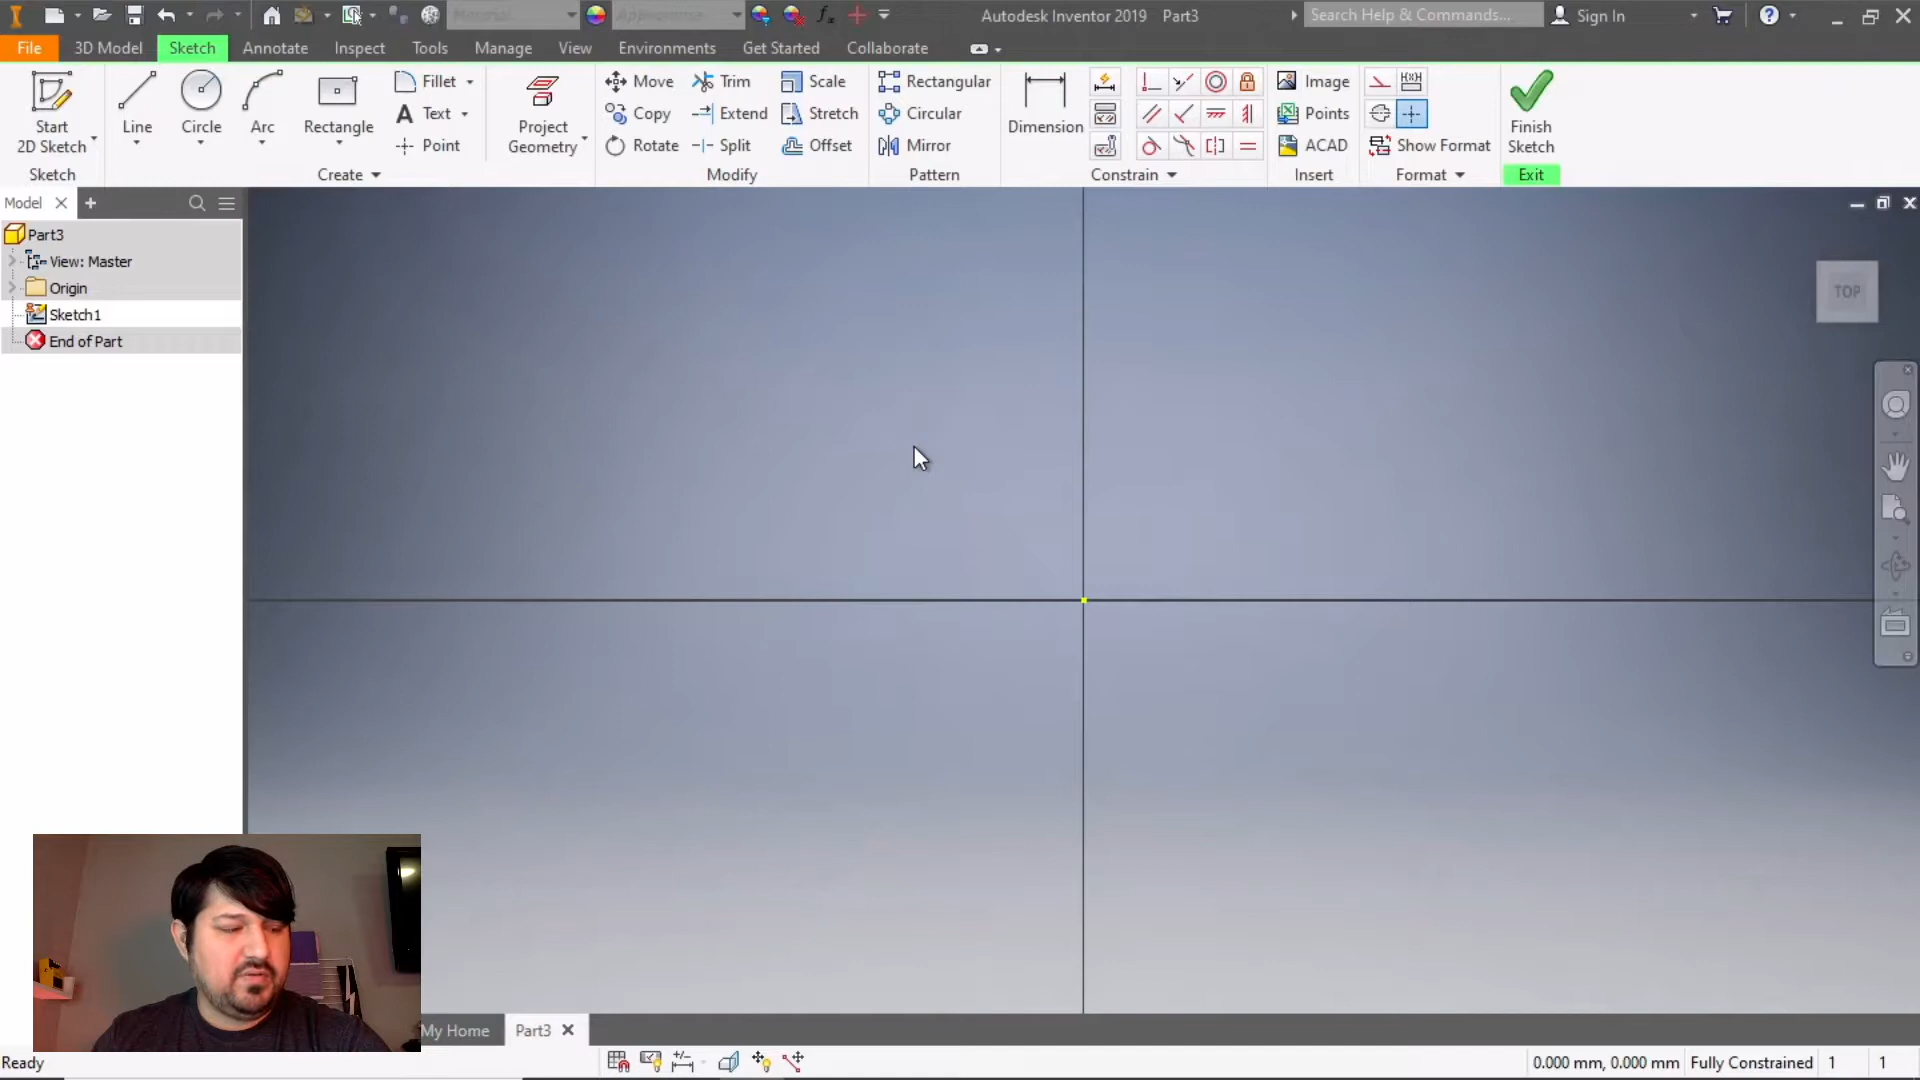 Material
Appearance
Autodesk Inventor 2019 Part3
Search Help & Commands...
Sign In
File 3D Model Sketch Annotate Inspect Tools Manage View Environments Get Started Collaborate
Start
2D Sketch
Line
Circle
Arc
Rectangle
Fillet
Text
Point
Project
Geometry
Move Trim Scale
Copy Extend Stretch
Rotate Split Offset
Rectangular
Circular
Mirror
Dimension
Image
Points
ACAD
Show Format
Finish
Sketch
Sketch Create Modify Pattern Constrain Insert Format Exit
Model
Part3
View: Master
Origin
Sketch1
End of Part
TOP
My Home Part3
Ready
0.000 mm, 0.000 mm Fully Constrained 1 1